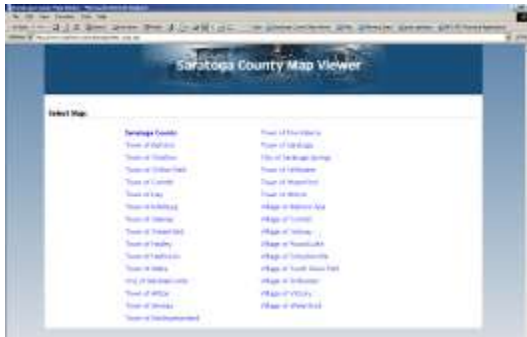 Saratoga County Map Viewer
Select Map:
Saratoga County
Town of Ballston
Town of Charlton
Town of Clifton Park
Town of Corinth
Town of Day
Town of Edinburg
Town of Galway
Town of Greenfield
Town of Hadley
Town of Halfmoon
Town of Malta
City of Mechanicville
Town of Milton
Town of Moreau
Town of Northumberland
Town of Providence
Town of Saratoga
City of Saratoga Springs
Town of Stillwater
Town of Waterford
Town of Wilton
Village of Ballston Spa
Village of Corinth
Village of Galway
Village of Round Lake
Village of Schuylerville
Village of South Glens Falls
Village of Stillwater
Village of Victory
Village of Waterford